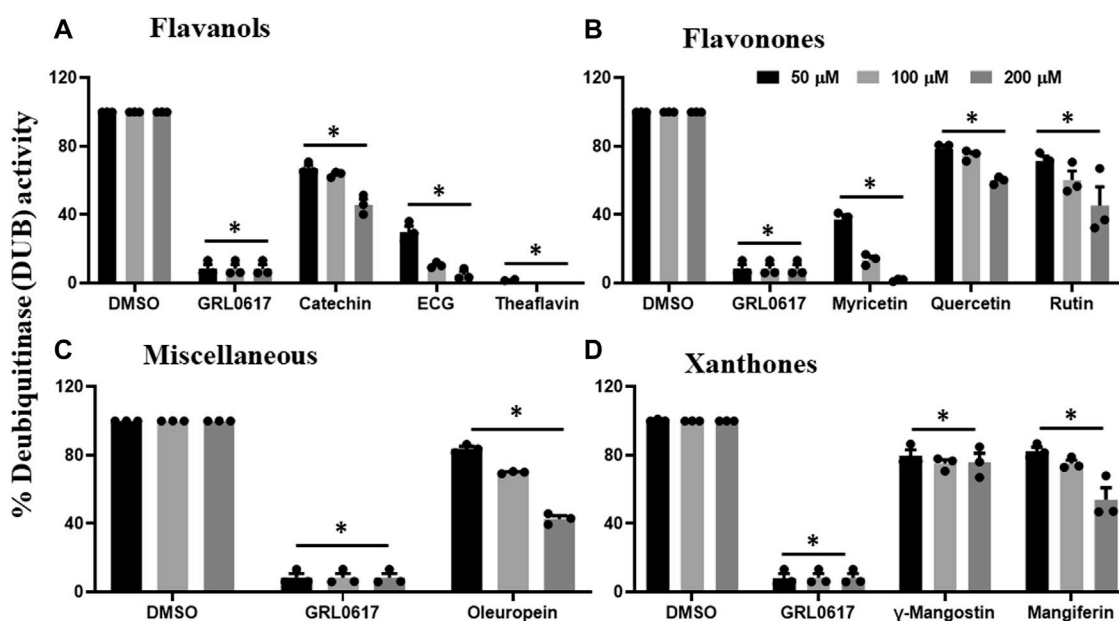 % Deubiquitinase (DUB) activity
A Flavanols
120
80
40
0
* * * *
DMSO GRL0617 Catechin ECG Theaflavin
B Flavonones
50 µM 100 µM 200 µM
120
80
40
0
* * * *
DMSO GRL0617 Myricetin Quercetin Rutin
C Miscellaneous
120
80
40
0
* *
DMSO GRL0617 Oleuropein
D Xanthones
120
80
40
0
* * *
DMSO GRL0617 γ-Mangostin Mangiferin